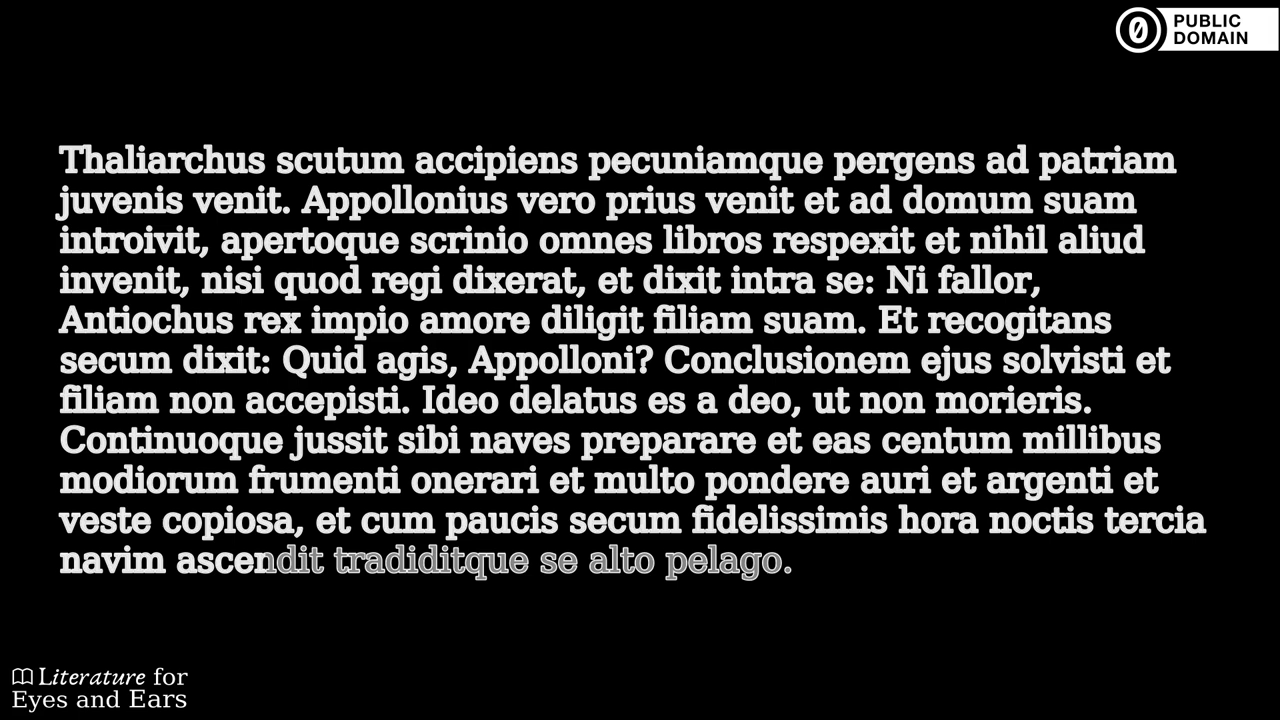 PUBLIC
DOMAIN
Thaliarchus scutum accipiens pecuniamque pergens ad patriam
juvenis venit. Appollonius vero prius venit et ad domum suam
introivit, apertoque scrinio omnes libros respexit et nihil aliud
invenit, nisi quod regi dixerat, et dixit intra se: Ni fallor,
Antiochus rex impio amore diligit filiam suam. Et recogitans
secum dixit: Quid agis, Appolloni? Conclusionem ejus solvisti et
filiam non accepisti. Ideo delatus es a deo, ut non morieris.
Continuoque jussit sibi naves preparare et eas centum millibus
modiorum frumenti onerari et multo pondere auri et argenti et
veste copiosa, et cum paucis secum fidelissimis hora noctis tercia
navim ascendit tradiditque se alto pelago.
Literature for
Eyes and Ears